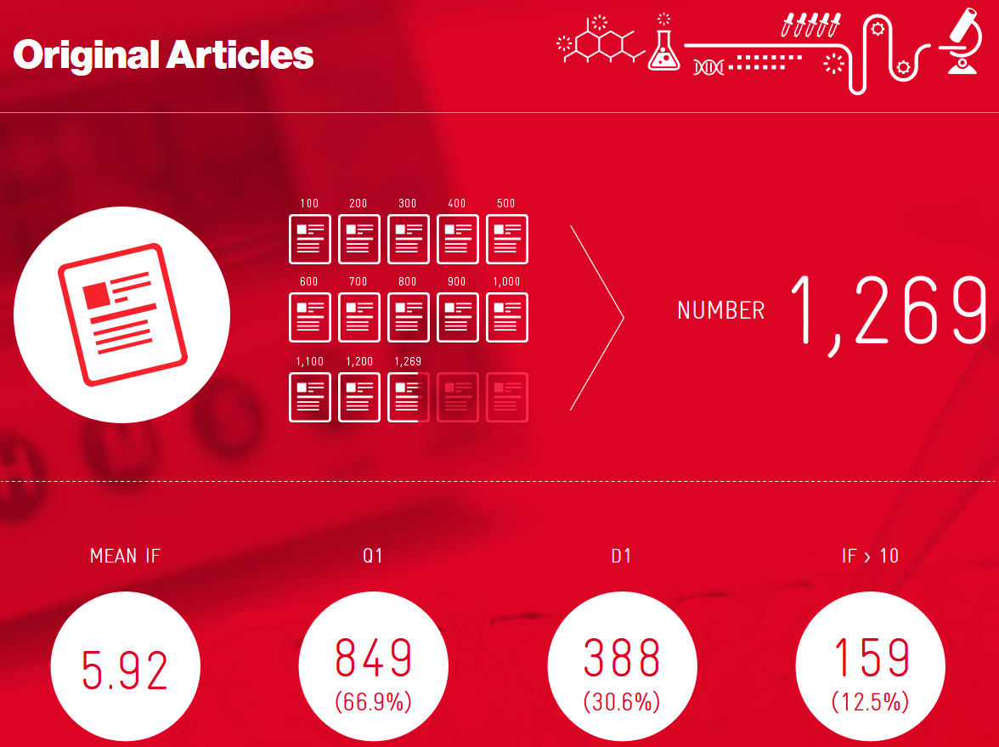 Original Articles
100 200 300 400 500
600 700 800 900 1,000
1,100 1,200 1,269
NUMBER 1,269
MEAN IF Q1 D1 IF > 10
5.92 849 388 159
(66.9%) (30.6%) (12.5%)
H N S